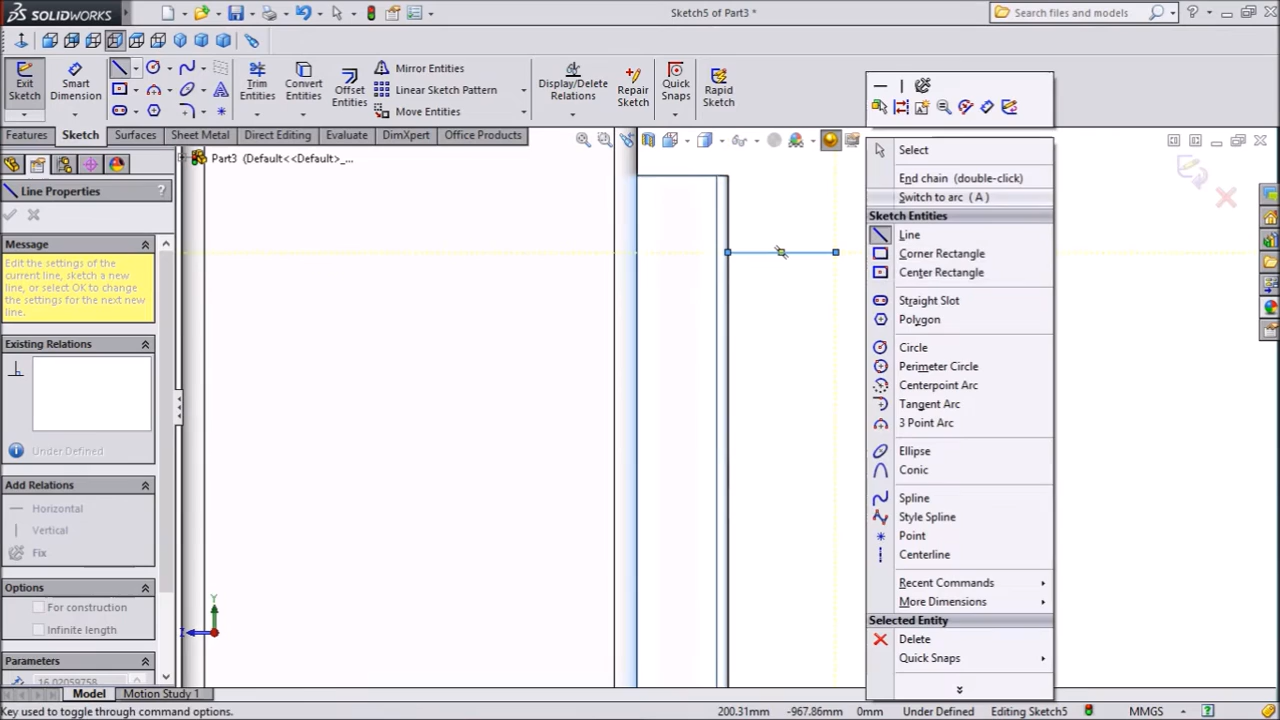 SOLIDWORKS
Sketch5 of Part3 *
Search files and models
Exit
Sketch
Smart
Dimension
Trim
Entities
Convert
Entities
Offset
Entities
Mirror Entities
Linear Sketch Pattern
Move Entities
Display/Delete
Relations
Repair
Sketch
Quick
Snaps
Rapid
Sketch
Features
Sketch
Surfaces
Sheet Metal
Direct Editing
Evaluate
DimXpert
Office Products
Part3 (Default<<Default>_...
Line Properties
?
Message
Edit the settings of the
current line, sketch a new
line, or select OK to change
the settings for the next new
line.
Existing Relations
Under Defined
Add Relations
Horizontal
Vertical
Fix
Options
For construction
Infinite length
Parameters
16.02059758
Y
Z
Select
End chain (double-click)
Switch to arc (A)
Sketch Entities
Line
Corner Rectangle
Center Rectangle
Straight Slot
Polygon
Circle
Perimeter Circle
Centerpoint Arc
Tangent Arc
3 Point Arc
Ellipse
Conic
Spline
Style Spline
Point
Centerline
Recent Commands
More Dimensions
Selected Entity
Delete
Quick Snaps
Model
Motion Study 1
Key used to toggle through command options.
200.31mm
-967.86mm
0mm
Under Defined
Editing Sketch5
MMGS